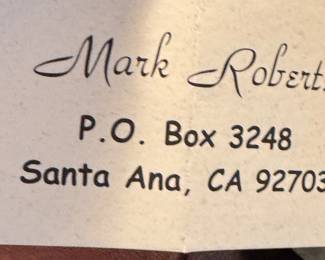 Mark Robert
P.O. Box 3248
Santa Ana, CA 92703